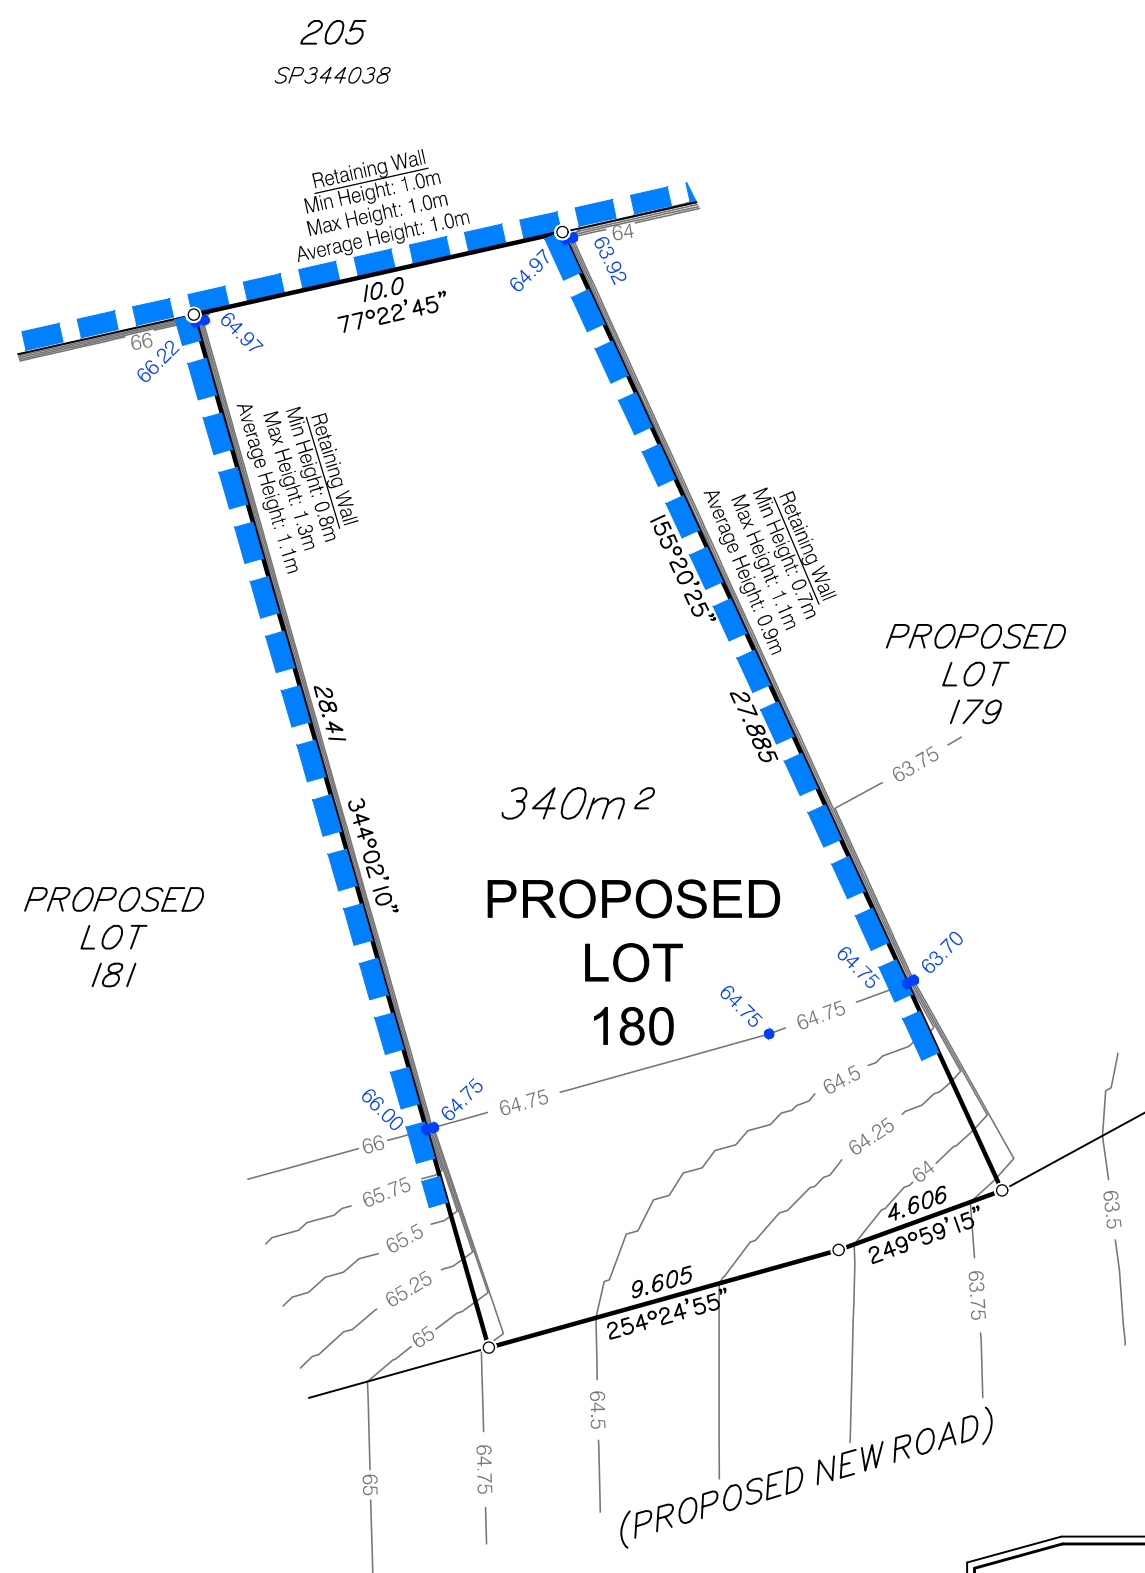 205
SP344038
Retaining Wall
Min Height: 1.0m
Max Height: 1.0m
Average Height: 1.0m
10.0
77°22'45"
64
63.92
64.97
66
66.22
64.97
Retaining Wall
Min Height: 0.8m
Max Height: 1.3m
Average Height: 1.1m
Retaining Wall
Min Height: 0.7m
Max Height: 1.1m
Average Height: 0.9m
155°20'25"
27.885
28.41
344°02'10"
PROPOSED
LOT
179
63.75
340m²
PROPOSED
LOT
180
PROPOSED
LOT
181
64.75
63.70
64.75
64.75
64.75
66.00
64.75
66
65.75
65.5
65.25
65
64.5
64.25
64
63.5
4.606
249°59'15"
9.605
254°24'55"
63.75
64.5
64.75
65
(PROPOSED NEW ROAD)